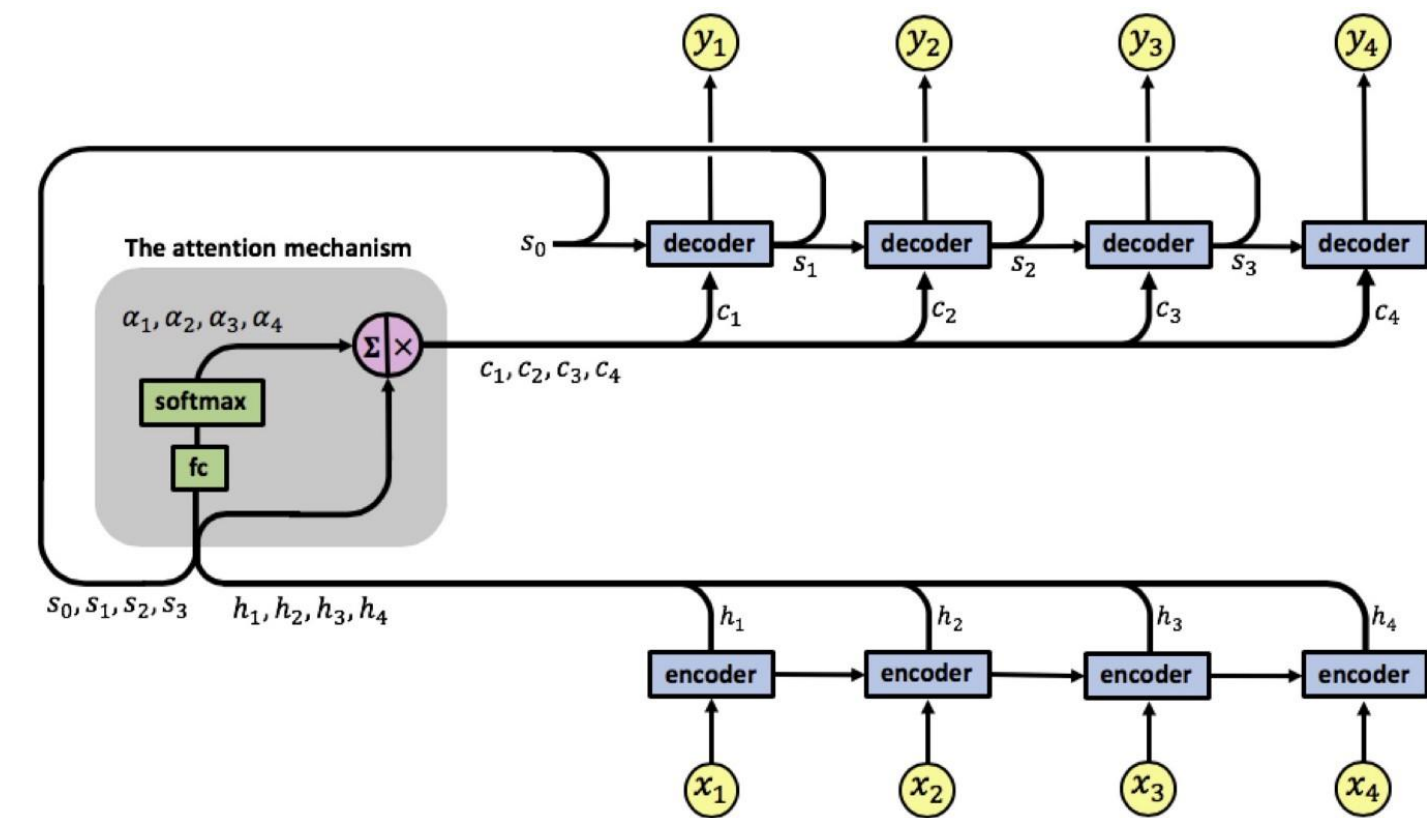 y₁ y₂ y₃ y₄
The attention mechanism
s₀ decoder s₁ decoder s₂ decoder s₃ decoder
α₁, α₂, α₃, α₄
c₁ c₂ c₃ c₄
Σ ×
c₁, c₂, c₃, c₄
softmax
fc
s₀, s₁, s₂, s₃ h₁, h₂, h₃, h₄
h₁ h₂ h₃ h₄
encoder encoder encoder encoder
x₁ x₂ x₃ x₄